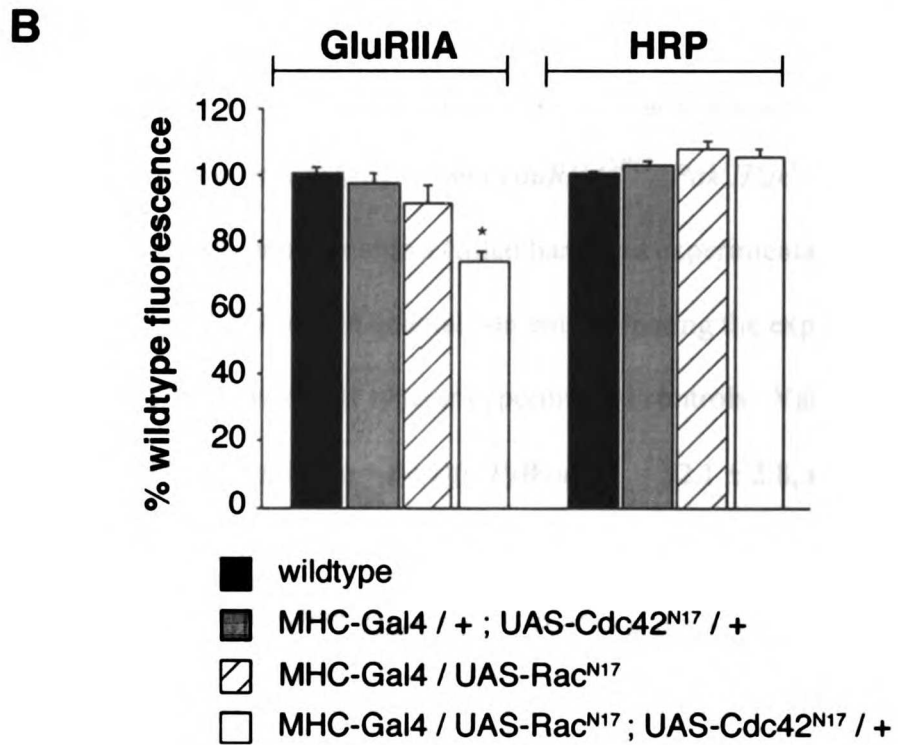 B
GluRIIA HRP
% wildtype fluorescence
120
100
80
60
40
20
0
*
wildtype
MHC-Gal4 / + ; UAS-Cdc42N17 / +
MHC-Gal4 / UAS-RacN17
MHC-Gal4 / UAS-RacN17 ; UAS-Cdc42N17 / +